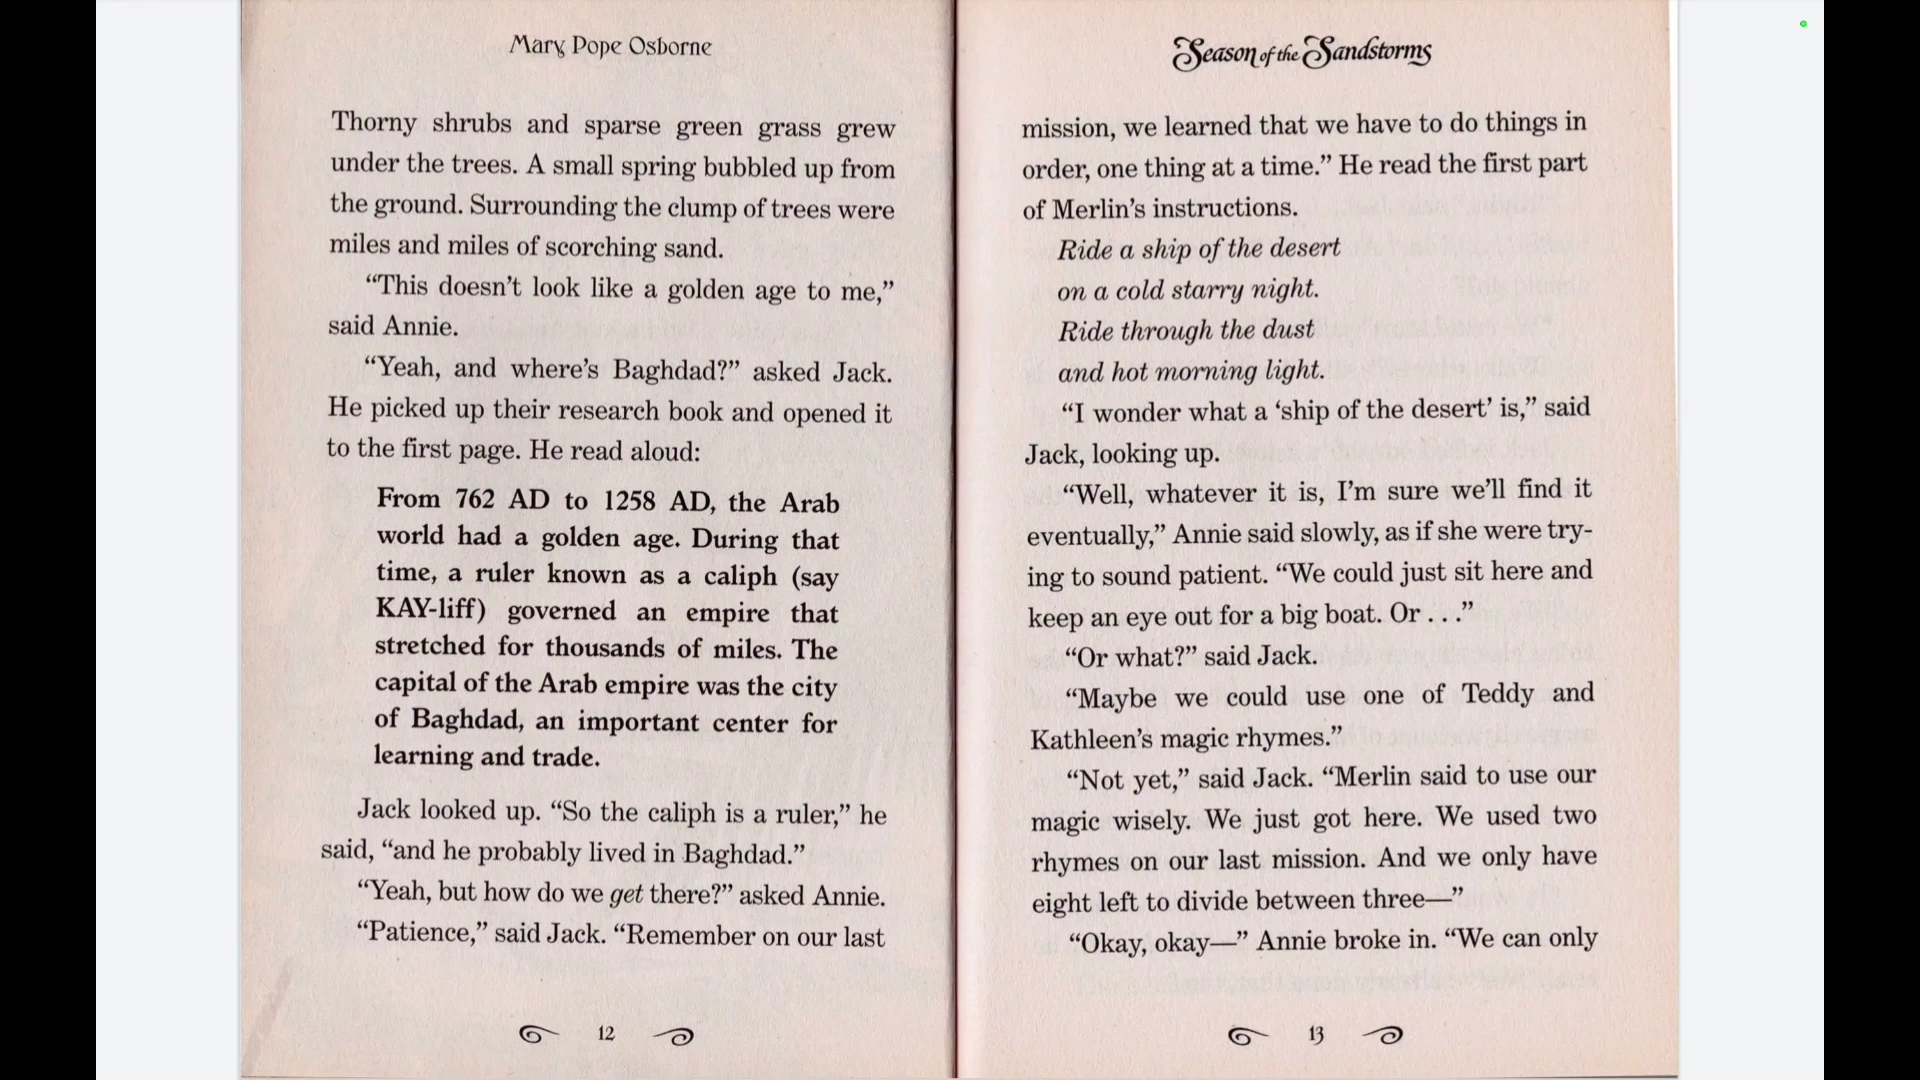 Mary Pope Osborne
Thorny shrubs and sparse green grass grew
under the trees. A small spring bubbled up from
the ground. Surrounding the clump of trees were
miles and miles of scorching sand.
“This doesn’t look like a golden age to me,”
said Annie.
“Yeah, and where’s Baghdad?” asked Jack.
He picked up their research book and opened it
to the first page. He read aloud:
From 762 AD to 1258 AD, the Arab
world had a golden age. During that
time, a ruler known as a caliph (say
KAY-liff) governed an empire that
stretched for thousands of miles. The
capital of the Arab empire was the city
of Baghdad, an important center for
learning and trade.
Jack looked up. “So the caliph is a ruler,” he
said, “and he probably lived in Baghdad.”
“Yeah, but how do we get there?” asked Annie.
“Patience,” said Jack. “Remember on our last
12
Season of the Sandstorms
mission, we learned that we have to do things in
order, one thing at a time.” He read the first part
of Merlin’s instructions.
Ride a ship of the desert
on a cold starry night.
Ride through the dust
and hot morning light.
“I wonder what a ‘ship of the desert’ is,” said
Jack, looking up.
“Well, whatever it is, I’m sure we’ll find it
eventually,” Annie said slowly, as if she were try-
ing to sound patient. “We could just sit here and
keep an eye out for a big boat. Or . . .”
“Or what?” said Jack.
“Maybe we could use one of Teddy and
Kathleen’s magic rhymes.”
“Not yet,” said Jack. “Merlin said to use our
magic wisely. We just got here. We used two
rhymes on our last mission. And we only have
eight left to divide between three—”
“Okay, okay—” Annie broke in. “We can only
13